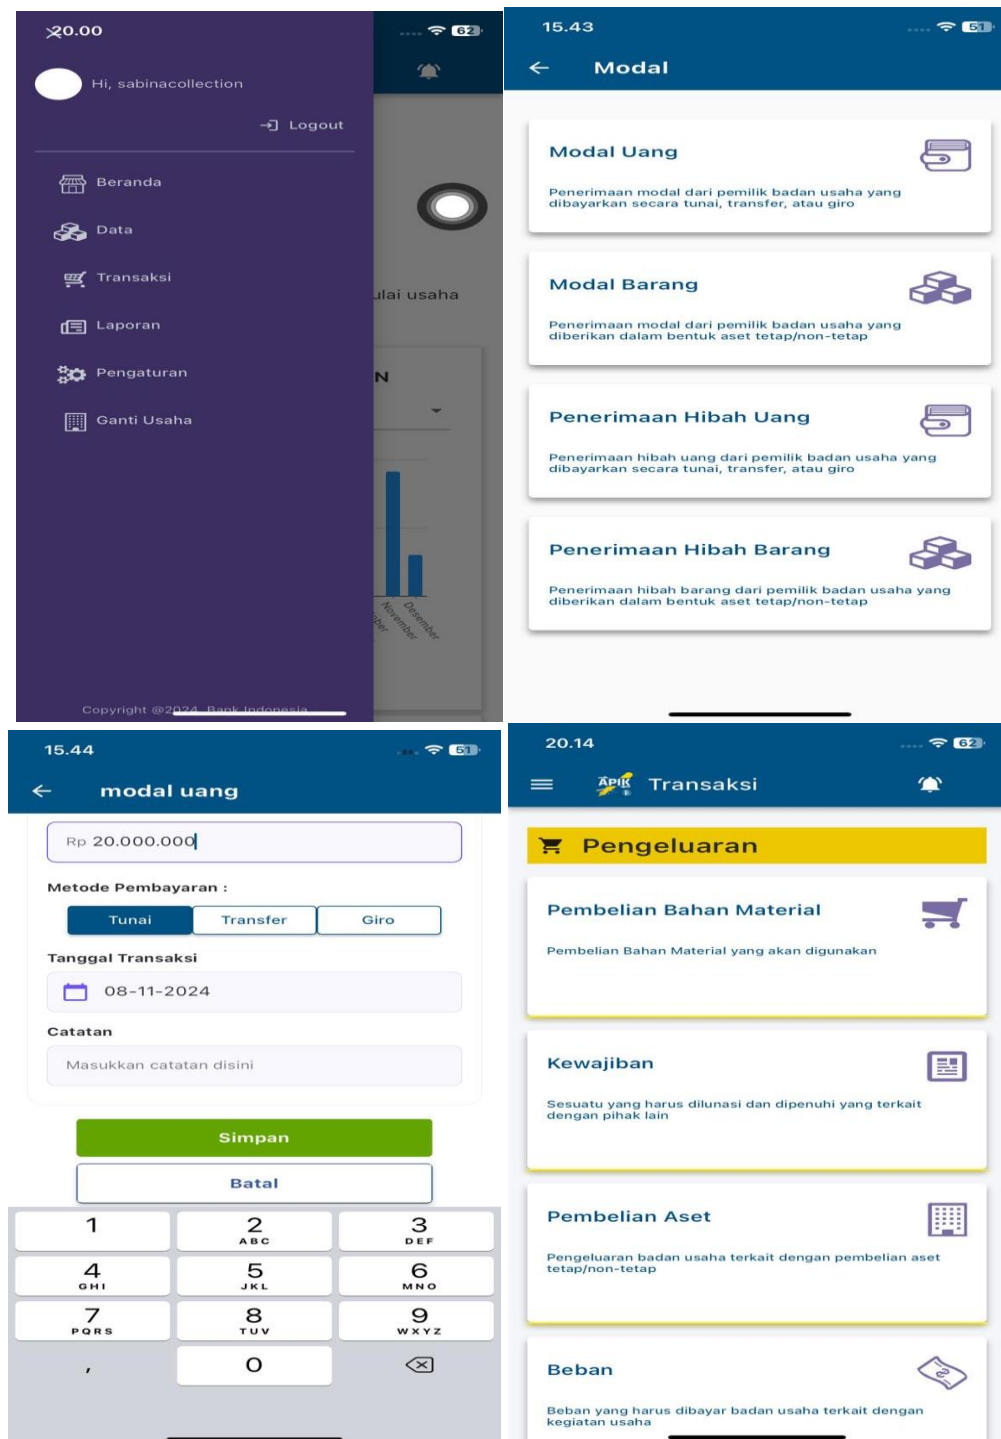 20.00
62
Hi, sabinacollection
Logout
Beranda
Data
Transaksi
ulai usaha
Laporan
Pengaturan
N
Ganti Usaha
November
Desember
Copyright @2024 Bank Indonesia
15.43
51
Modal
Modal Uang
Penerimaan modal dari pemilik badan usaha yang
dibayarkan secara tunai, transfer, atau giro
Modal Barang
Penerimaan modal dari pemilik badan usaha yang
diberikan dalam bentuk aset tetap/non-tetap
Penerimaan Hibah Uang
Penerimaan hibah uang dari pemilik badan usaha yang
dibayarkan secara tunai, transfer, atau giro
Penerimaan Hibah Barang
Penerimaan hibah barang dari pemilik badan usaha yang
diberikan dalam bentuk aset tetap/non-tetap
15.44
51
modal uang
Rp 20.000.000
Metode Pembayaran :
Tunai Transfer Giro
Tanggal Transaksi
08-11-2024
Catatan
Masukkan catatan disini
Simpan
Batal
1 2 3
ABC DEF
4 5 6
GHI JKL MNO
7 8 9
PQRS TUV WXYZ
, 0
20.14
62
APIK Transaksi
Pengeluaran
Pembelian Bahan Material
Pembelian Bahan Material yang akan digunakan
Kewajiban
Sesuatu yang harus dilunasi dan dipenuhi yang terkait
dengan pihak lain
Pembelian Aset
Pengeluaran badan usaha terkait dengan pembelian aset
tetap/non-tetap
Beban
Beban yang harus dibayar badan usaha terkait dengan
kegiatan usaha